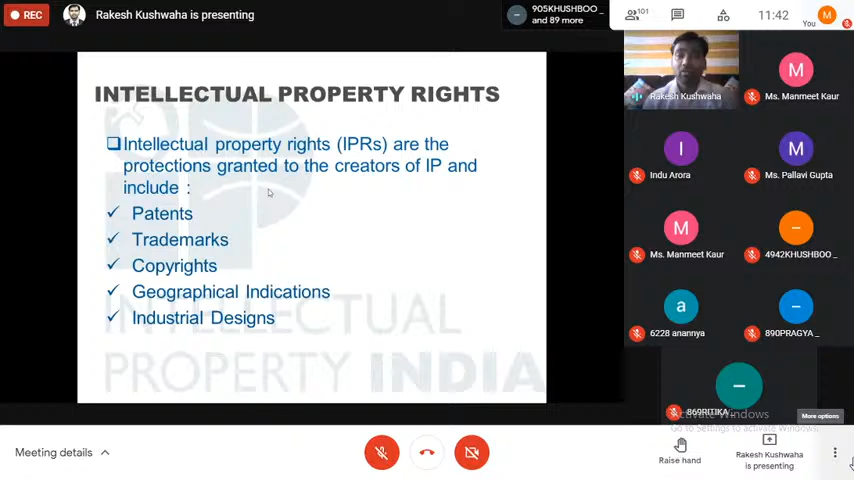 REC
Rakesh Kushwaha is presenting
905KHUSHBOO _
and 89 more
101
11:42
M
You
INTELLECTUAL PROPERTY RIGHTS
Intellectual property rights (IPRs) are the
protections granted to the creators of IP and
include :
Patents
Trademarks
Copyrights
Geographical Indications
Industrial Designs
INTELLECTUAL
PROPERTY INDIA
Rakesh Kushwaha
M
Ms. Manmeet Kaur
I
Indu Arora
M
Ms. Pallavi Gupta
M
Ms. Manmeet Kaur
4942KHUSHBOO _
a
6228 anannya
890PRAGYA _
869RITIKA _
Activate Windows
Go to Settings to activate Windows.
More options
Meeting details
Raise hand
Rakesh Kushwaha
is presenting